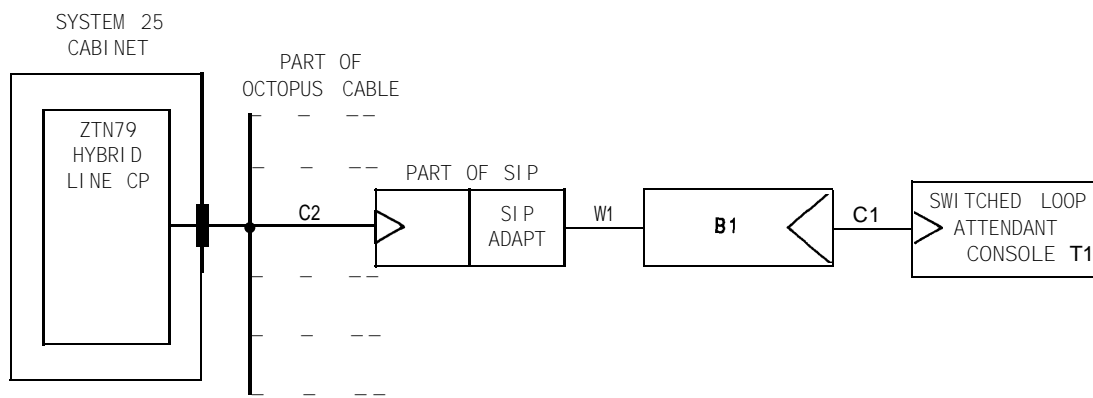 SYSTEM 25
CABINET
PART OF
OCTOPUS CABLE
ZTN79
HYBRID
LINE CP
C2
PART OF SIP
SIP
ADAPT
W1
B1
C1
SWITCHED LOOP
ATTENDANT
CONSOLE T1